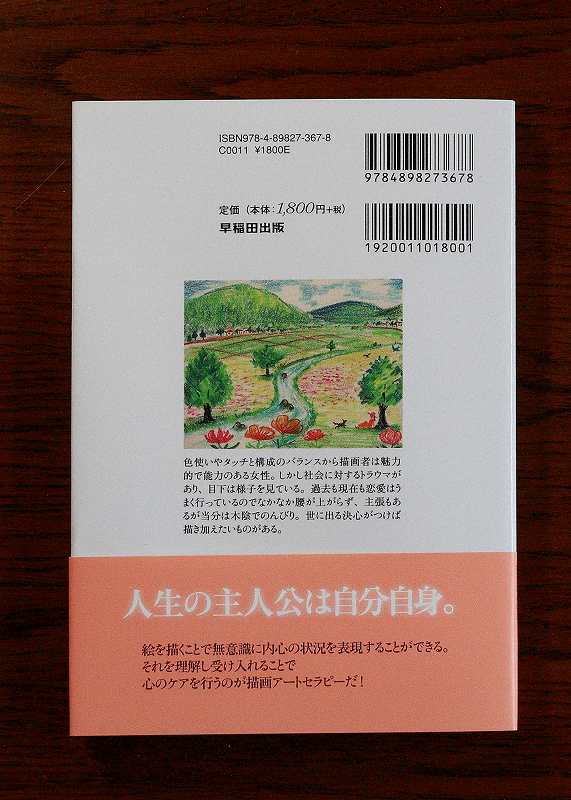 ISBN978-4-89827-367-8
C0011 ¥1800E
9784898273678
定価（本体：1,800円+税）
早稲田出版
1920011018001
色使いやタッチと構成のバランスから描画者は魅力
的で能力のある女性。しかし社会に対するトラウマが
あり、目下は様子を見ている。過去も現在も恋愛はう
まく行っているのでなかなか腰が上がらず、主張もあ
るが当分は木陰でのんびり。世に出る決心がつけば
描き加えたいものがある。
人生の主人公は自分自身。
絵を描くことで無意識に内心の状況を表現することができる。
それを理解し受け入れることで
心のケアを行うのが描画アートセラピーだ！